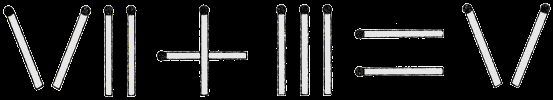 VII + III = V